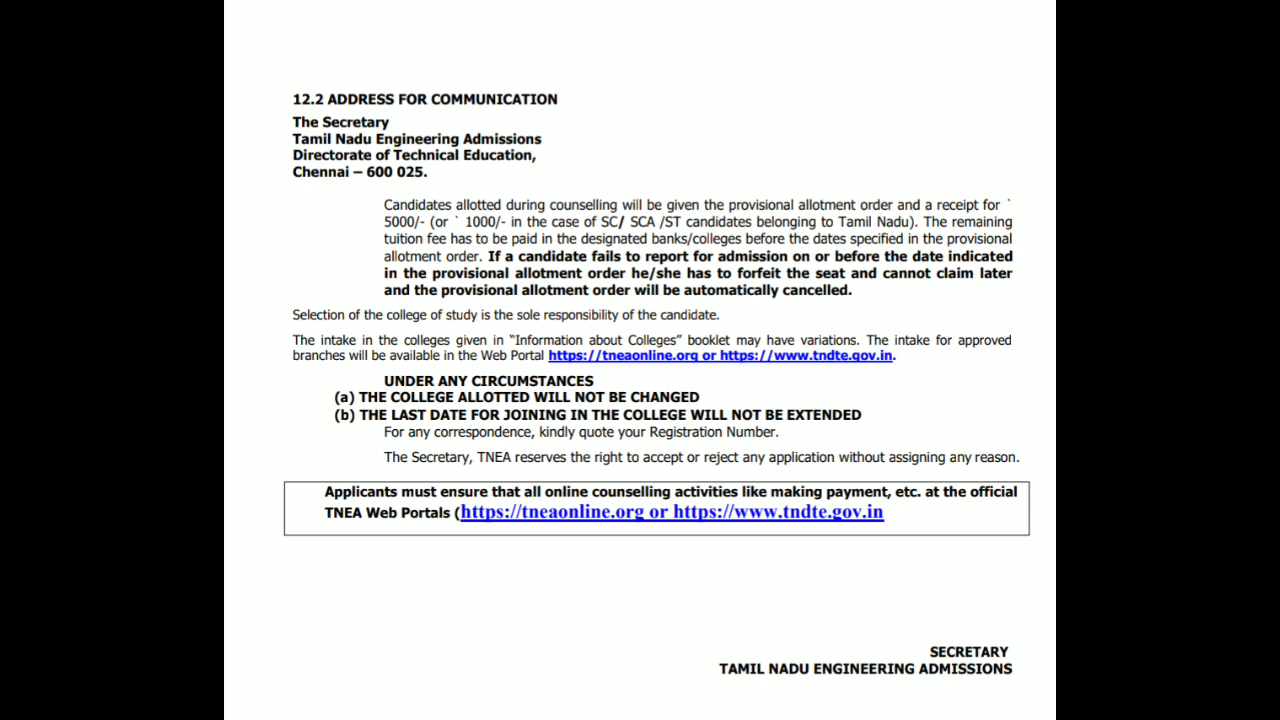 12.2 ADDRESS FOR COMMUNICATION
The Secretary
Tamil Nadu Engineering Admissions
Directorate of Technical Education,
Chennai – 600 025.
Candidates allotted during counselling will be given the provisional allotment order and a receipt for `
5000/- (or ` 1000/- in the case of SC/ SCA /ST candidates belonging to Tamil Nadu). The remaining
tuition fee has to be paid in the designated banks/colleges before the dates specified in the provisional
allotment order. If a candidate fails to report for admission on or before the date indicated
in the provisional allotment order he/she has to forfeit the seat and cannot claim later
and the provisional allotment order will be automatically cancelled.
Selection of the college of study is the sole responsibility of the candidate.
The intake in the colleges given in “Information about Colleges” booklet may have variations. The intake for approved
branches will be available in the Web Portal https://tneaonline.org or https://www.tndte.gov.in.
UNDER ANY CIRCUMSTANCES
(a) THE COLLEGE ALLOTTED WILL NOT BE CHANGED
(b) THE LAST DATE FOR JOINING IN THE COLLEGE WILL NOT BE EXTENDED
For any correspondence, kindly quote your Registration Number.
The Secretary, TNEA reserves the right to accept or reject any application without assigning any reason.
Applicants must ensure that all online counselling activities like making payment, etc. at the official
TNEA Web Portals (https://tneaonline.org or https://www.tndte.gov.in
SECRETARY
TAMIL NADU ENGINEERING ADMISSIONS